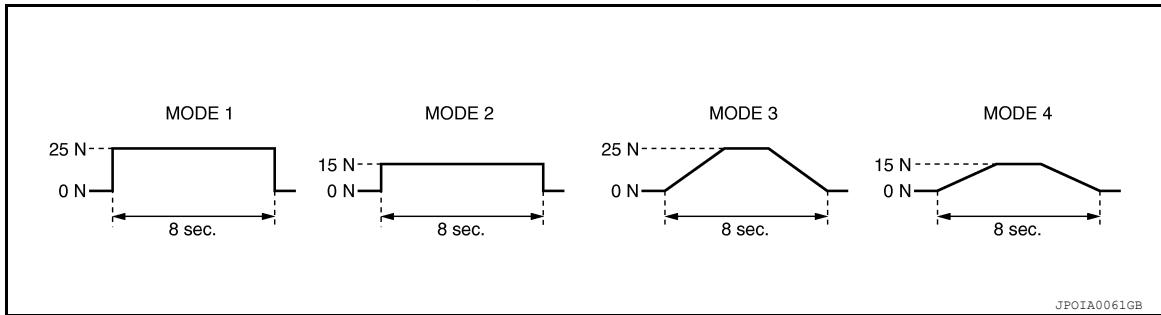 MODE 1
25 N
0 N
8 sec.
MODE 2
15 N
0 N
8 sec.
MODE 3
25 N
0 N
8 sec.
MODE 4
15 N
0 N
8 sec.
JPOIA0061GB